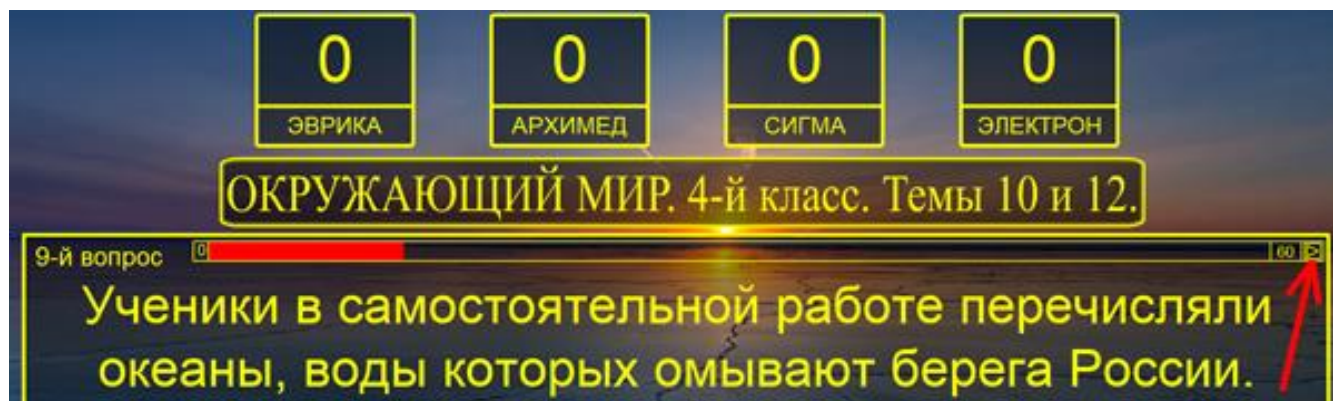 0 0 0 0
ЭВРИКА АРХИМЕД СИГМА ЭЛЕКТРОН
ОКРУЖАЮЩИЙ МИР. 4-й класс. Темы 10 и 12.
9-й вопрос 0 60
Ученики в самостоятельной работе перечисляли
океаны, воды которых омывают берега России.